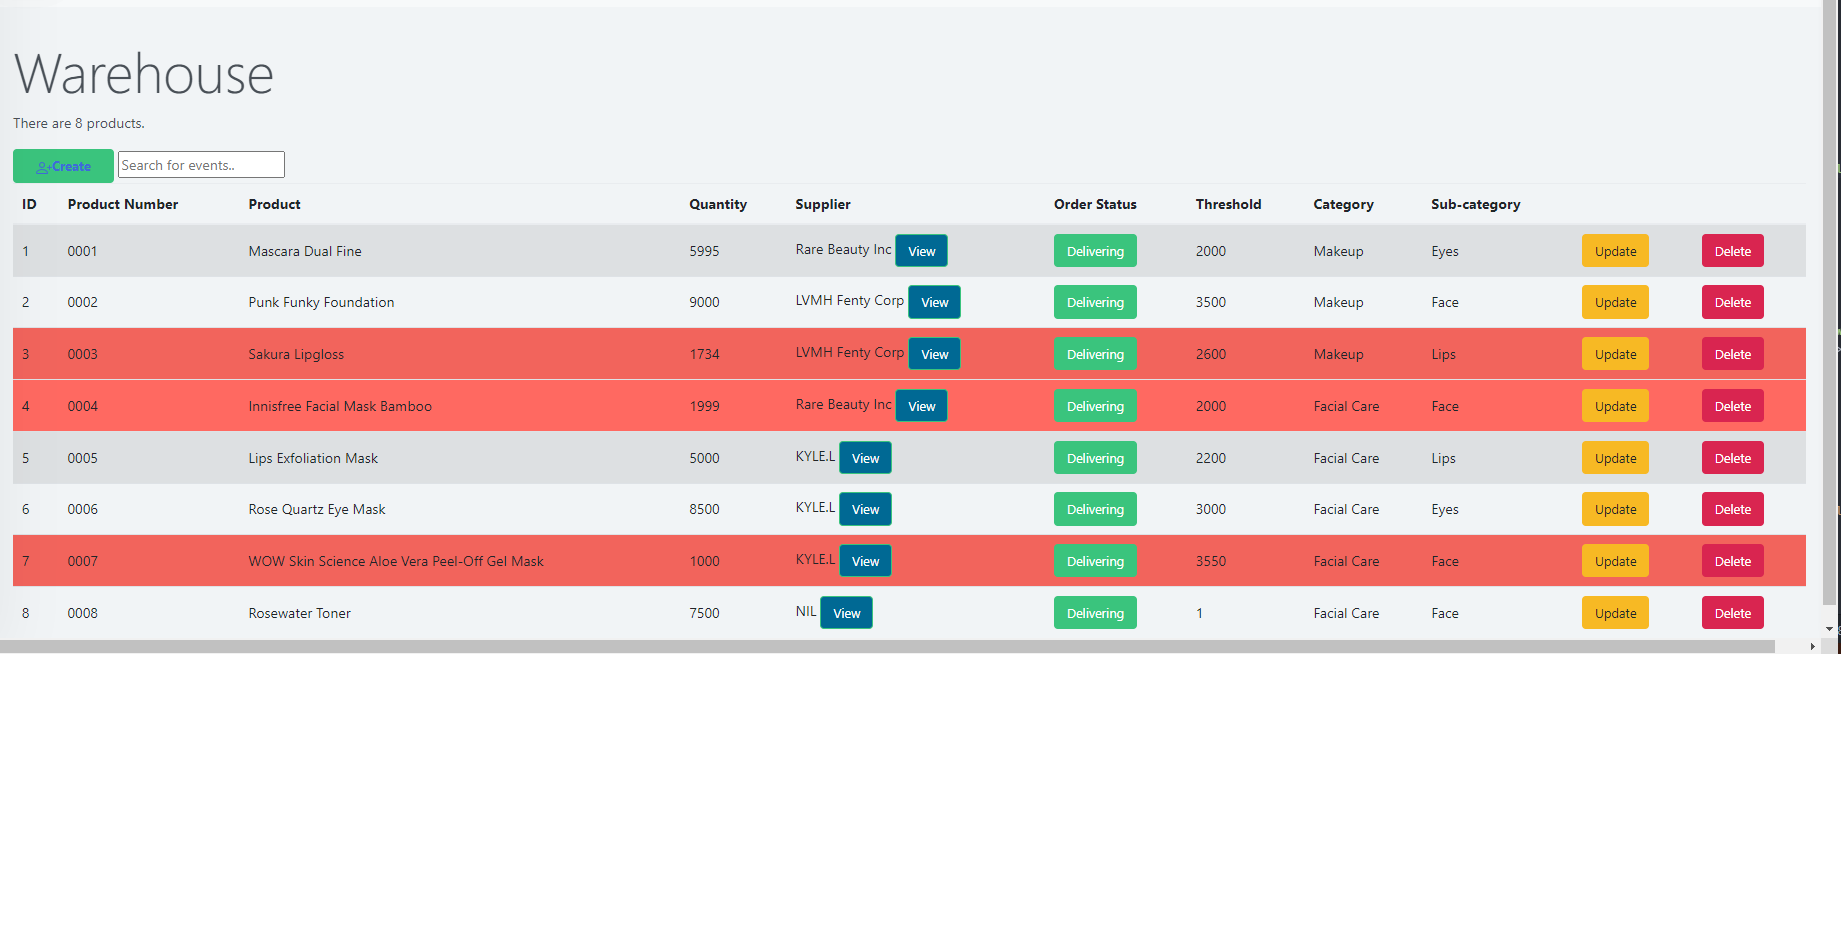 Warehouse
There are 8 products.
Create Search for events..
ID Product Number Product Quantity Supplier Order Status Threshold Category Sub-category
1 0001 Mascara Dual Fine 5995 Rare Beauty Inc View Delivering 2000 Makeup Eyes Update Delete
2 0002 Punk Funky Foundation 9000 LVMH Fenty Corp View Delivering 3500 Makeup Face Update Delete
3 0003 Sakura Lipgloss 1734 LVMH Fenty Corp View Delivering 2600 Makeup Lips Update Delete
4 0004 Innisfree Facial Mask Bamboo 1999 Rare Beauty Inc View Delivering 2000 Facial Care Face Update Delete
5 0005 Lips Exfoliation Mask 5000 KYLE.L View Delivering 2200 Facial Care Lips Update Delete
6 0006 Rose Quartz Eye Mask 8500 KYLE.L View Delivering 3000 Facial Care Eyes Update Delete
7 0007 WOW Skin Science Aloe Vera Peel-Off Gel Mask 1000 KYLE.L View Delivering 3550 Facial Care Face Update Delete
8 0008 Rosewater Toner 7500 NIL View Delivering 1 Facial Care Face Update Delete